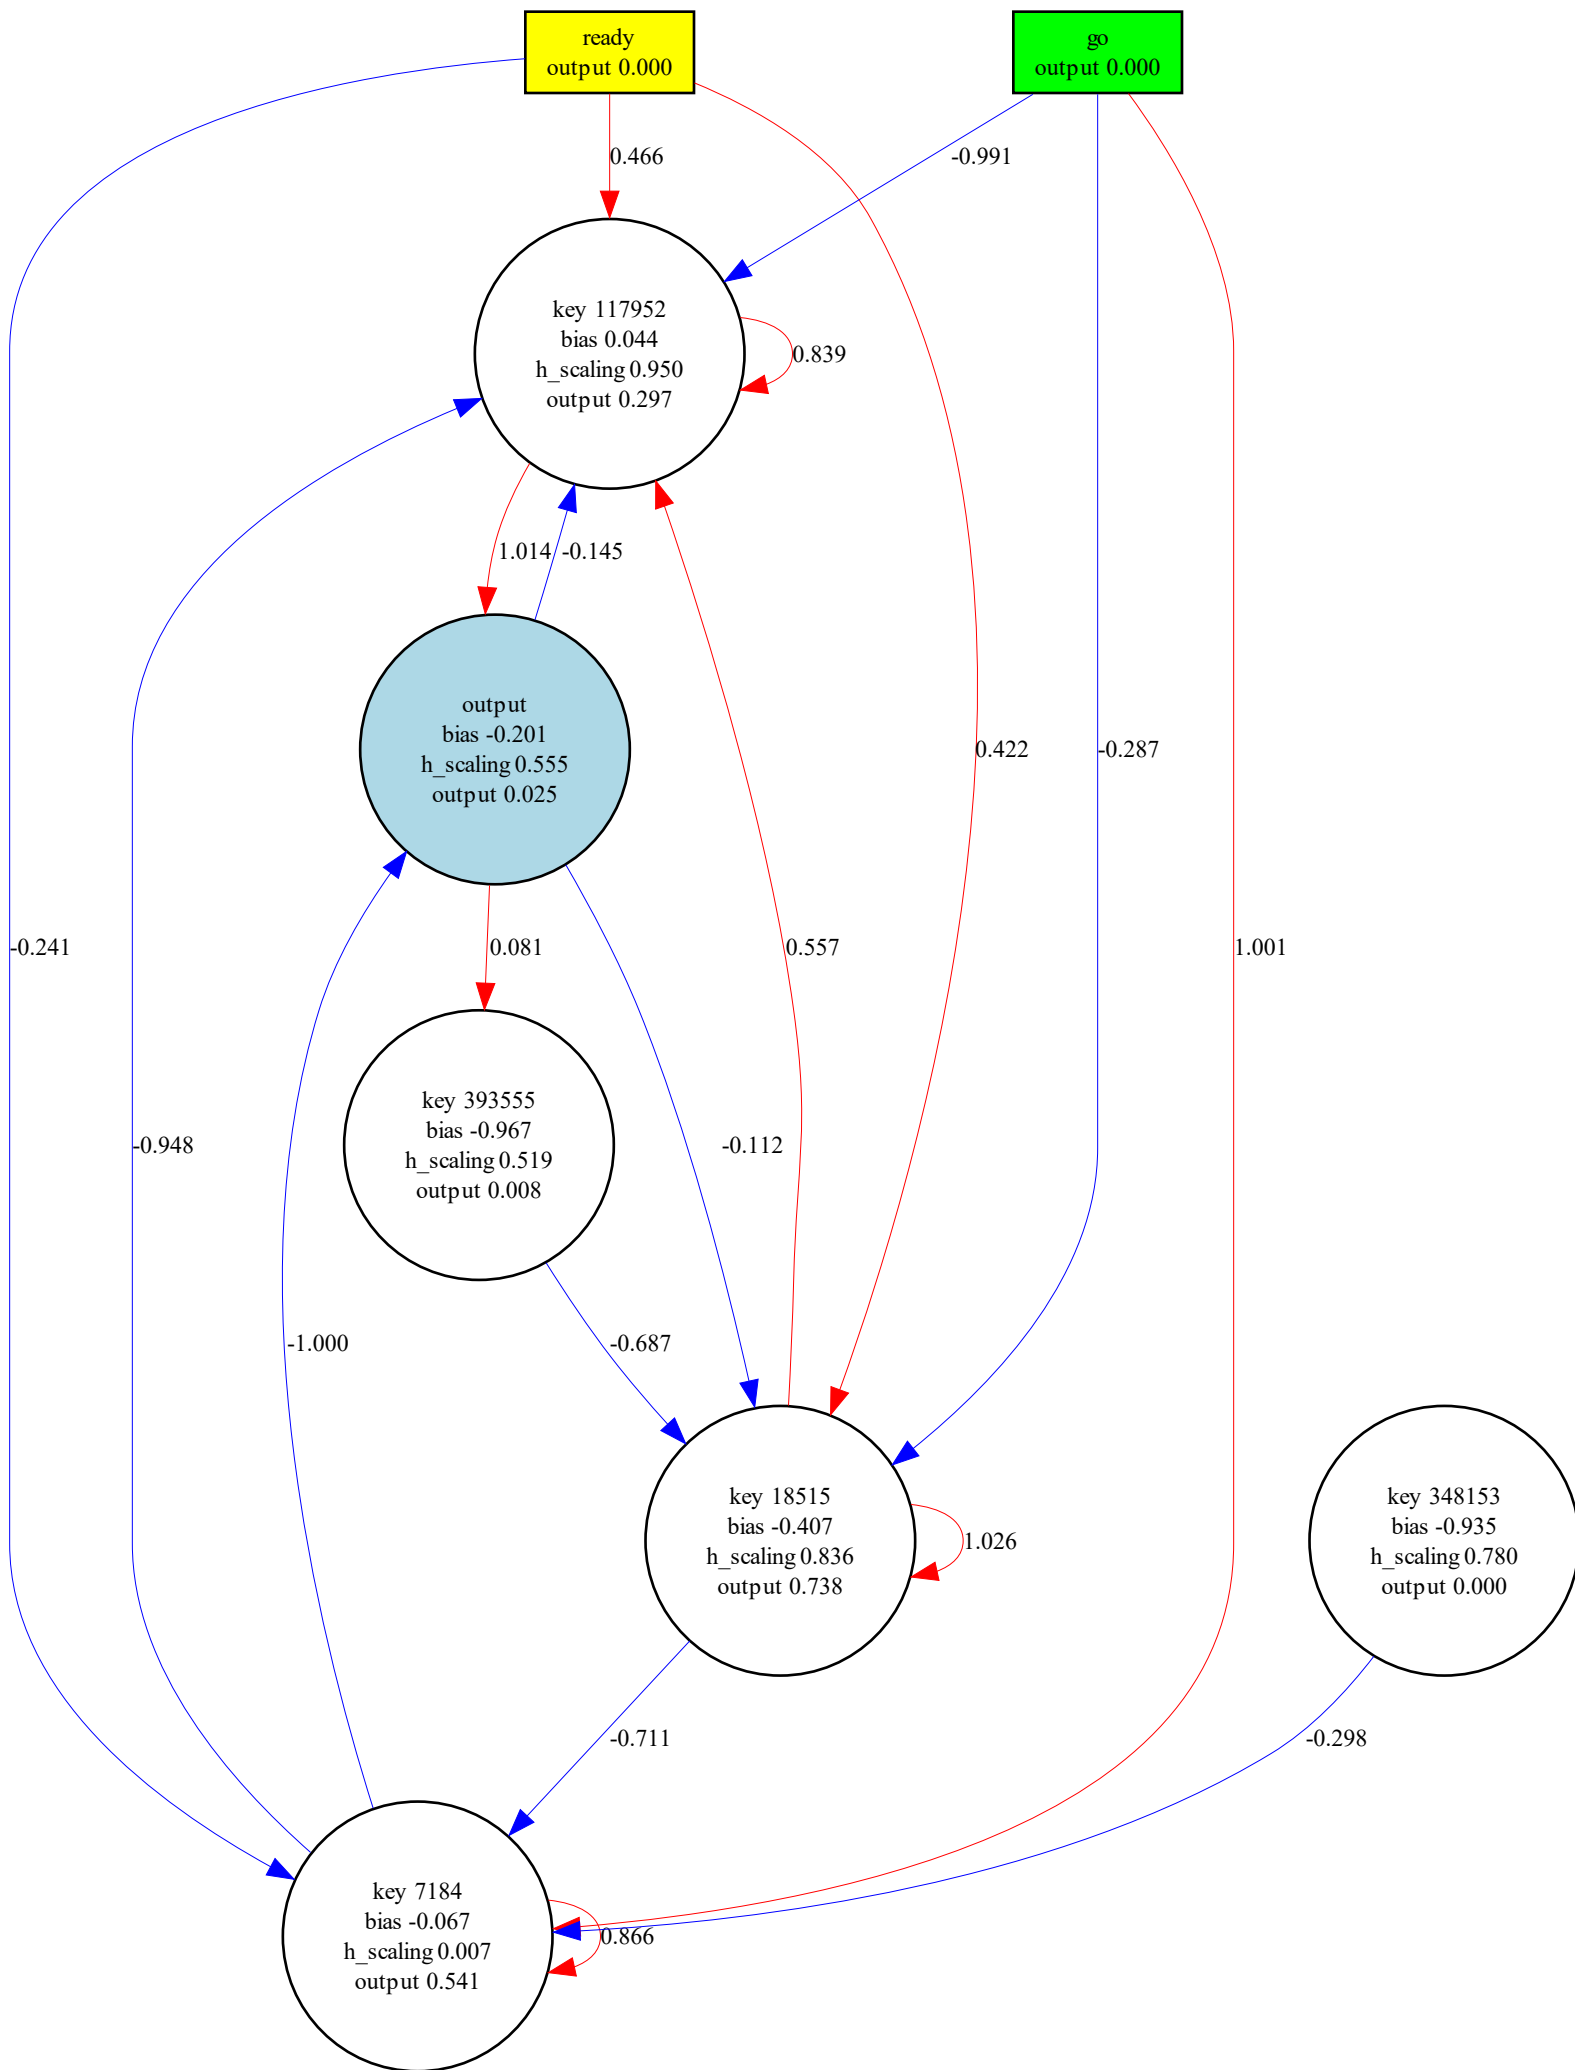 ready
output 0.000
go
output 0.000
0.466
-0.991
key 117952
bias 0.044
h_scaling 0.950
output 0.297
0.839
1.014
-0.145
output
bias -0.201
h_scaling 0.555
output 0.025
0.422
-0.287
-0.241
0.081
0.557
1.001
key 393555
bias -0.967
h_scaling 0.519
output 0.008
-0.948
-0.112
-1.000
-0.687
key 18515
bias -0.407
h_scaling 0.836
output 0.738
1.026
key 348153
bias -0.935
h_scaling 0.780
output 0.000
-0.711
-0.298
key 7184
bias -0.067
h_scaling 0.007
output 0.541
0.866